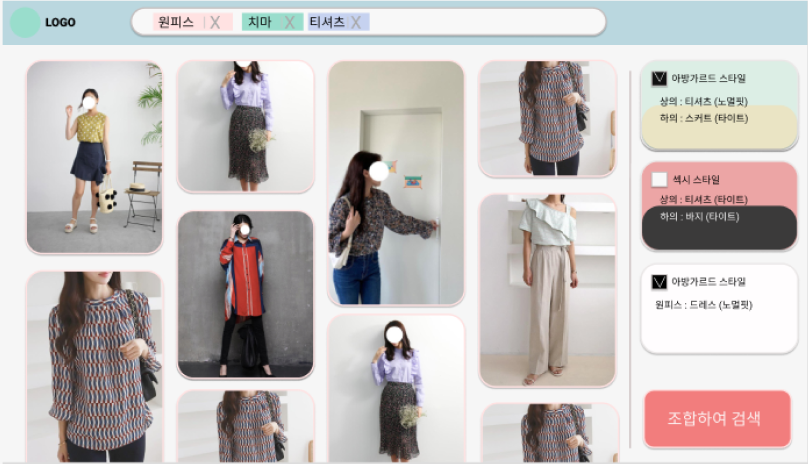 LOGO
원피스 X 치마 X 티셔츠 X
아방가르드 스타일
상의 : 티셔츠 (노멀핏)
하의 : 스커트 (타이트)
섹시 스타일
상의 : 티셔츠 (타이트)
하의 : 바지 (타이트)
아방가르드 스타일
원피스 : 드레스 (노멀핏)
조합하여 검색